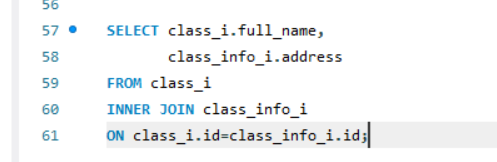 56
57 SELECT class_i.full_name,
58 class_info_i.address
59 FROM class_i
60 INNER JOIN class_info_i
61 ON class_i.id=class_info_i.id;